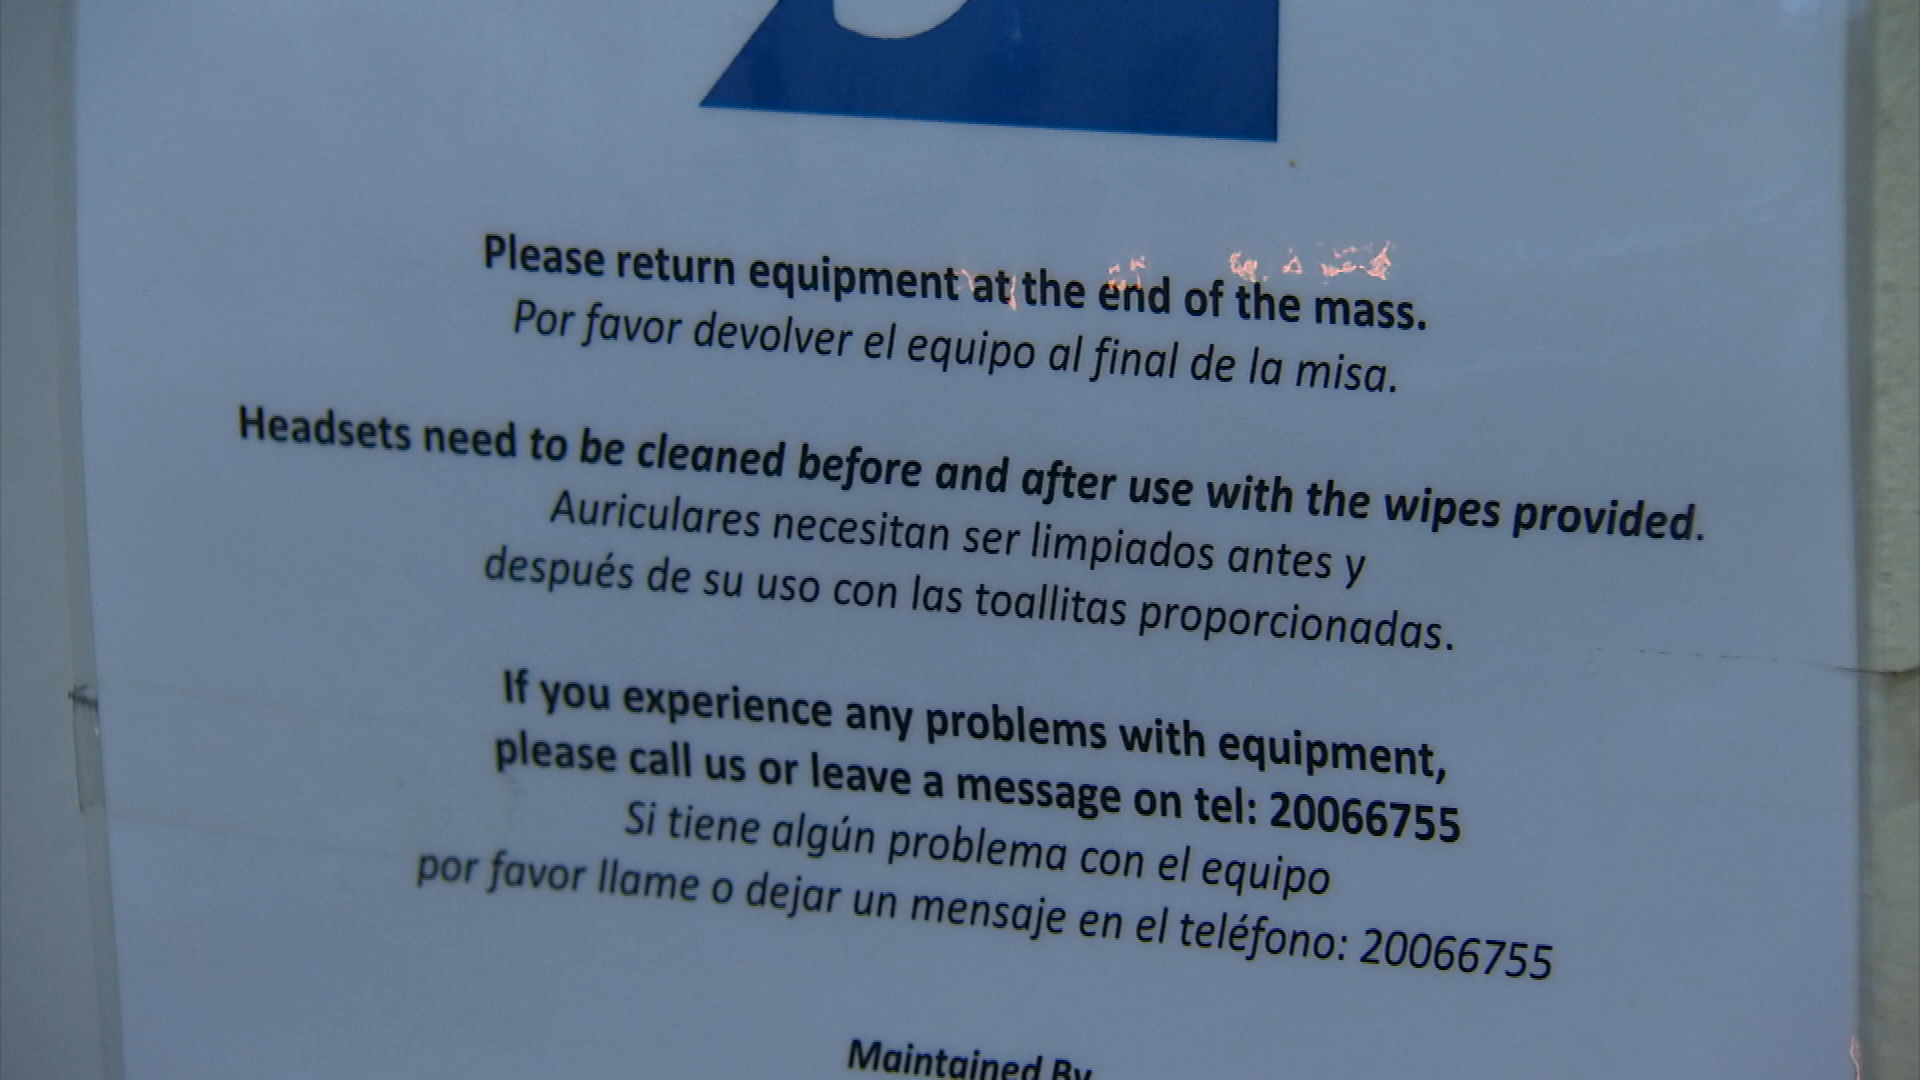 Please return equipment at the end of the mass.
Por favor devolver el equipo al final de la misa.
Headsets need to be cleaned before and after use with the wipes provided.
Auriculares necesitan ser limpiados antes y
después de su uso con las toallitas proporcionadas.
If you experience any problems with equipment,
please call us or leave a message on tel: 20066755
Si tiene algún problema con el equipo
por favor llame o dejar un mensaje en el teléfono: 20066755
Maintained By